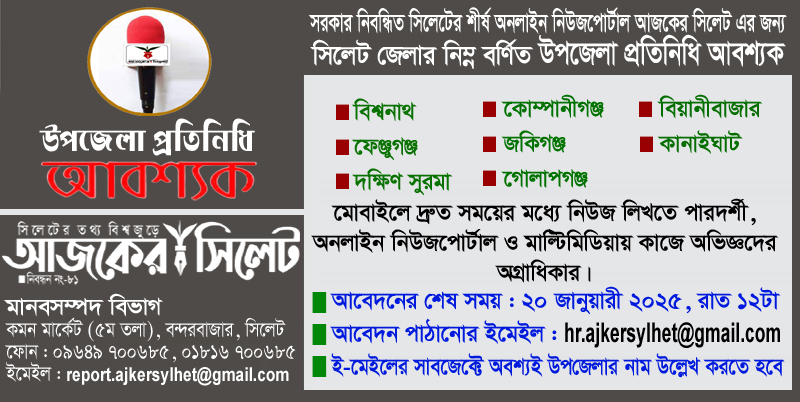 সরকার নিবন্ধিত সিলেটের শীর্ষ অনলাইন নিউজপোর্টাল আজকের সিলেট এর জন্য
সিলেট জেলার নিম্ন বর্ণিত উপজেলা প্রতিনিধি আবশ্যক
উপজেলা প্রতিনিধি
আবশ্যক
বিশ্বনাথ
কোম্পানীগঞ্জ
বিয়ানীবাজার
ফেঞ্ছুগঞ্জ
জকিগঞ্জ
কানাইঘাট
দক্ষিণ সুরমা
গোলাপগঞ্জ
মোবাইলে দ্রুত সময়ের মধ্যে নিউজ লিখতে পারদর্শী,
অনলাইন নিউজপোর্টাল ও মাল্টিমিডিয়ায় কাজে অভিজ্ঞদের
অগ্রাধিকার।
আবেদনের শেষ সময় : ২০ জানুয়ারী ২০২৫, রাত ১২টা
আবেদন পাঠানোর ইমেইল : hr.ajkersylhet@gmail.com
ই-মেইলের সাবজেক্টে অবশ্যই উপজেলার নাম উল্লেখ করতে হবে
সিলেটের তথ্য বিশ্বজুড়ে
আজকের সিলেট
নিবন্ধন নং-৮১
মানবসম্পদ বিভাগ
কমন মার্কেট (৫ম তলা), বন্দরবাজার, সিলেট
ফোন : ০৯৬৪৯ ৭০০৬৮৫, ০১৮১৬ ৭০০৬৮৫
ইমেইল : report.ajkersylhet@gmail.com